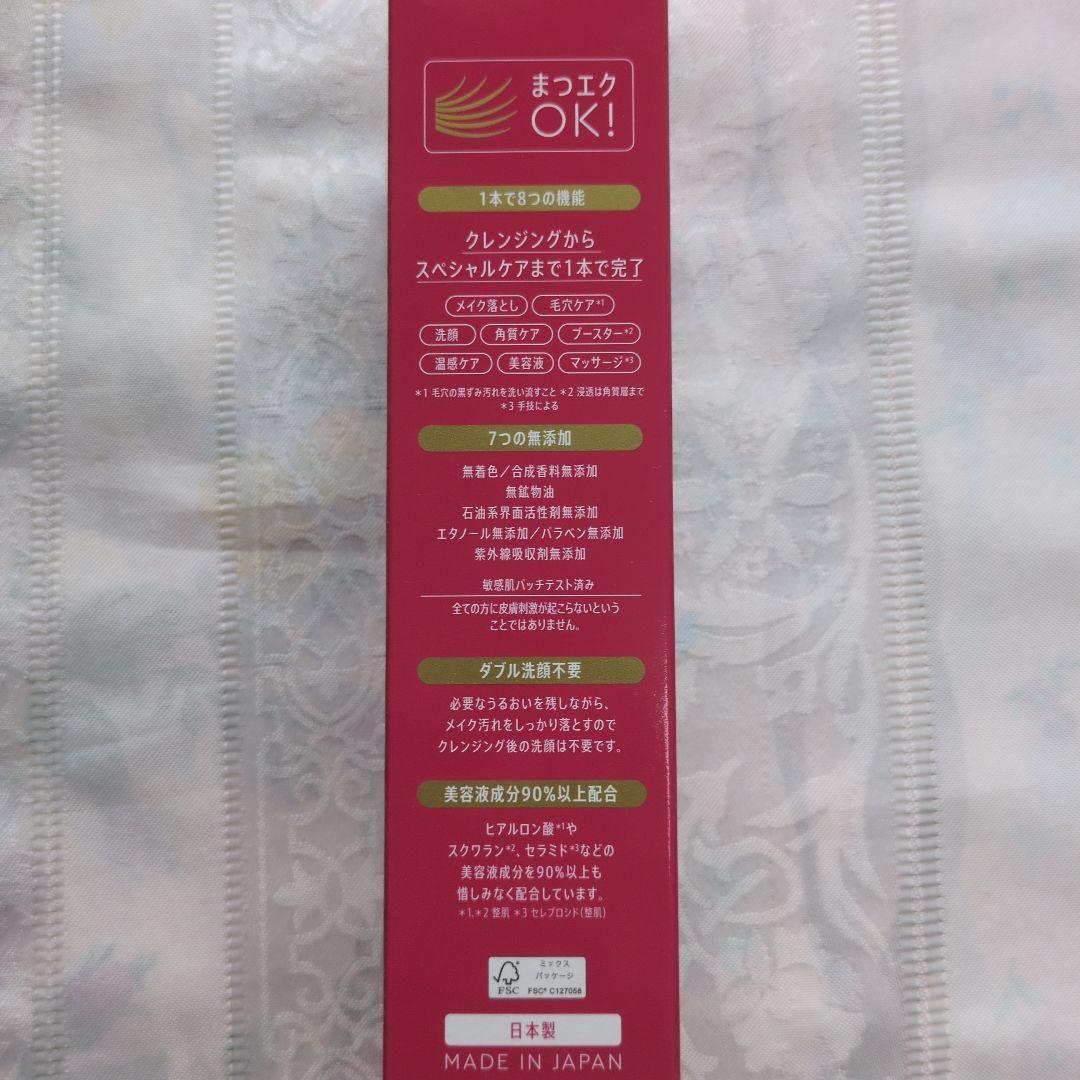 まつエク
OK!
1本で8つの機能
クレンジングから
スペシャルケアまで1本で完了
メイク落とし 毛穴ケア*1
洗顔 角質ケア ブースター*2
温感ケア 美容液 マッサージ*3
*1 毛穴の黒ずみ汚れを洗い流すこと *2 浸透は角質層まで
*3 手技による
7つの無添加
無着色/合成香料無添加
無鉱物油
石油系界面活性剤無添加
エタノール無添加/パラベン無添加
紫外線吸収剤無添加
敏感肌パッチテスト済み
全ての方に皮膚刺激が起こらないという
ことではありません。
ダブル洗顔不要
必要なうるおいを残しながら、
メイク汚れをしっかり落とすので
クレンジング後の洗顔は不要です。
美容液成分90%以上配合
ヒアルロン酸*1や
スクワラン*2、セラミド*3などの
美容液成分を90%以上も
惜しみなく配合しています。
*1,*2 整肌 *3 セレブロシド(整肌)
ミックス
パッケージ
FSC FSC® C127058
日本製
MADE IN JAPAN